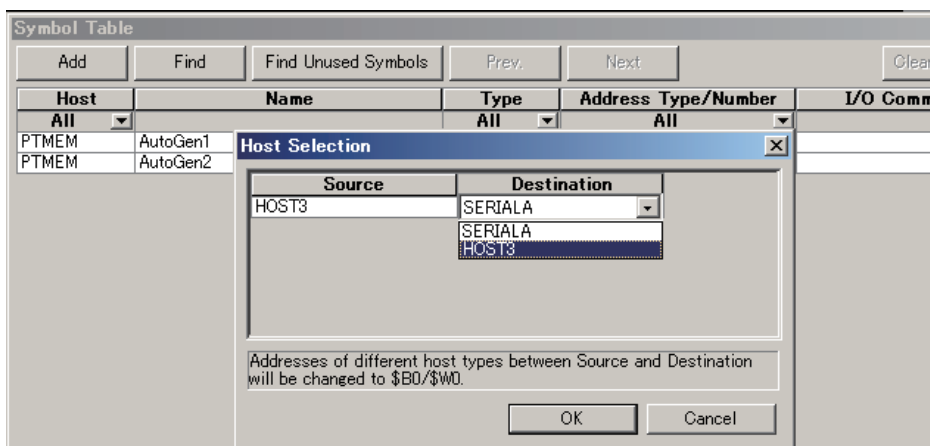 Symbol Table
Add Find Find Unused Symbols Prev. Next Clear
Host Name Type Address Type/Number I/O Comm
All All All
PTMEM AutoGen1
PTMEM AutoGen2
Host Selection
Source Destination
HOST3 SERIALA
SERIALA
HOST3
Addresses of different host types between Source and Destination
will be changed to $B0/$W0.
OK Cancel